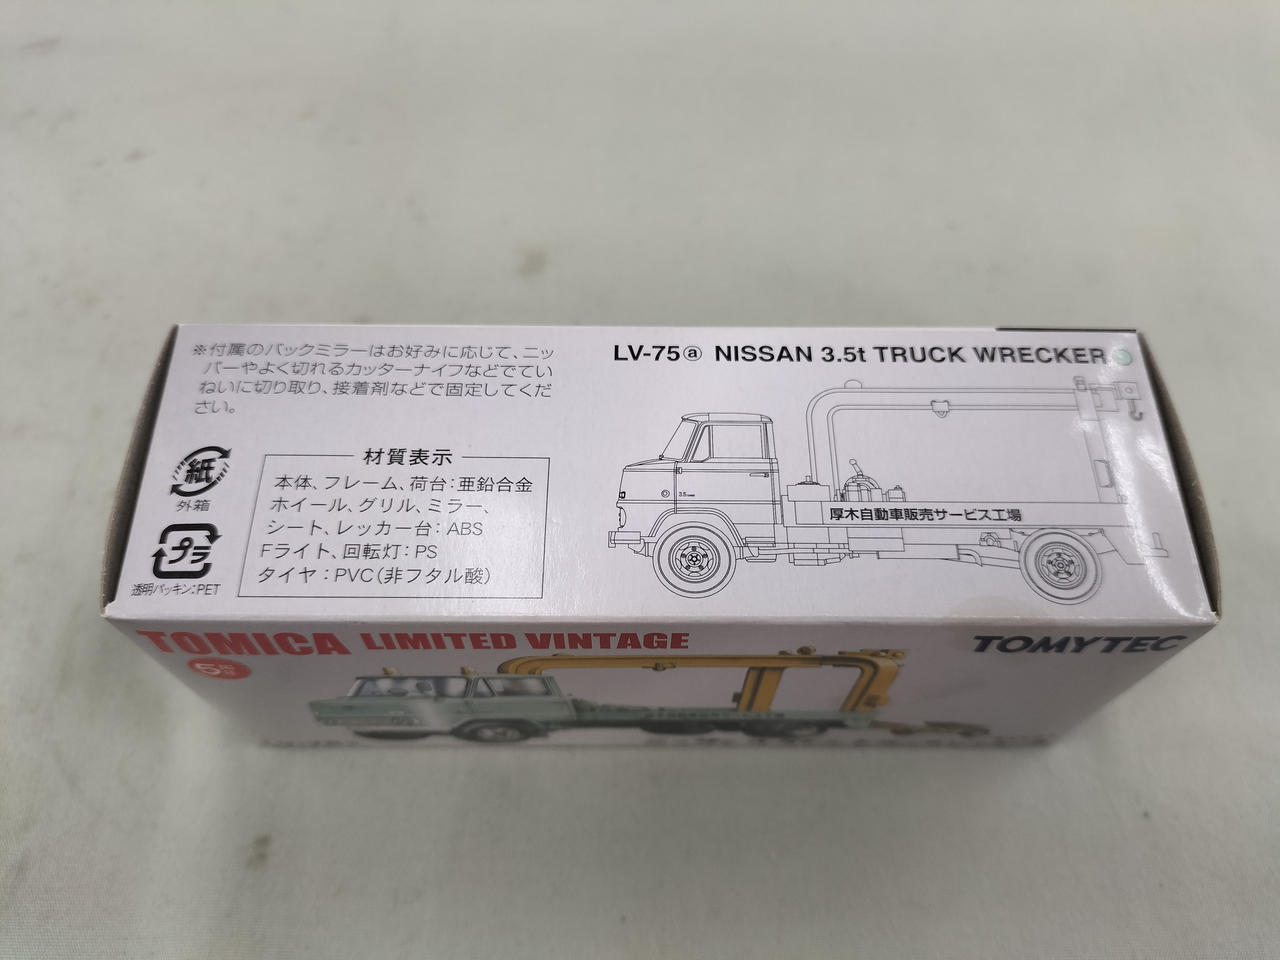 ※付属のバックミラーはお好みに応じて、ニッ
パーやよく切れるカッターナイフなどでてい
ねいに切り取り、接着剤などで固定してくだ
さい。
紙
外箱
プラ
透明パッキン:PET
材質表示
本体、フレーム、荷台:亜鉛合金
ホイール、グリル、ミラー、
シート、レッカー台:ABS
Fライト、回転灯:PS
タイヤ:PVC(非フタル酸)
LV-75ⓐ NISSAN 3.5t TRUCK WRECKER
3.5
厚木自動車販売サービス工場
TOMICA LIMITED VINTAGE
TOMYTEC
5